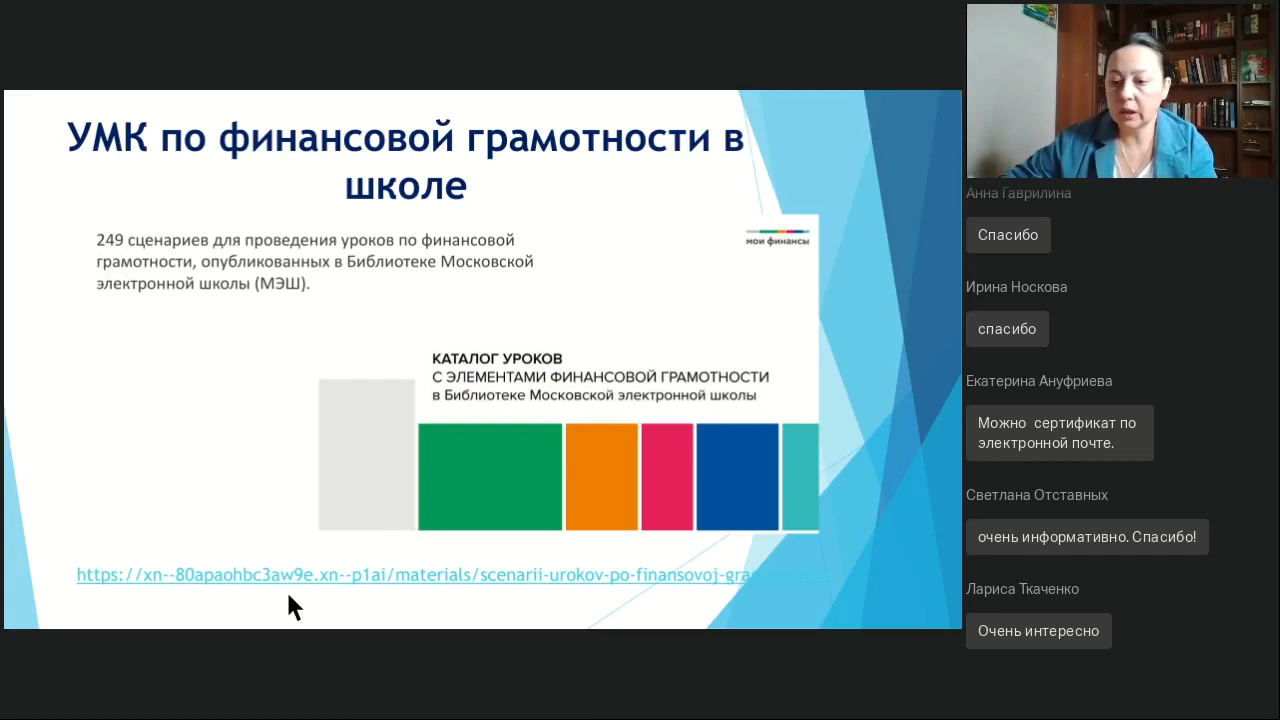 УМК по финансовой грамотности в
школе
249 сценариев для проведения уроков по финансовой
грамотности, опубликованных в Библиотеке Московской
электронной школы (МЭШ).
мои финансы
КАТАЛОГ УРОКОВ
С ЭЛЕМЕНТАМИ ФИНАНСОВОЙ ГРАМОТНОСТИ
в Библиотеке Московской электронной школы
https://xn--80apaohbc3aw9e.xn--p1ai/materials/scenarii-urokov-po-finansovoj-
Анна Гаврилина
Спасибо
Ирина Носкова
спасибо
Екатерина Ануфриева
Можно сертификат по
электронной почте.
Светлана Отставных
очень информативно. Спасибо!
Лариса Ткаченко
Очень интересно